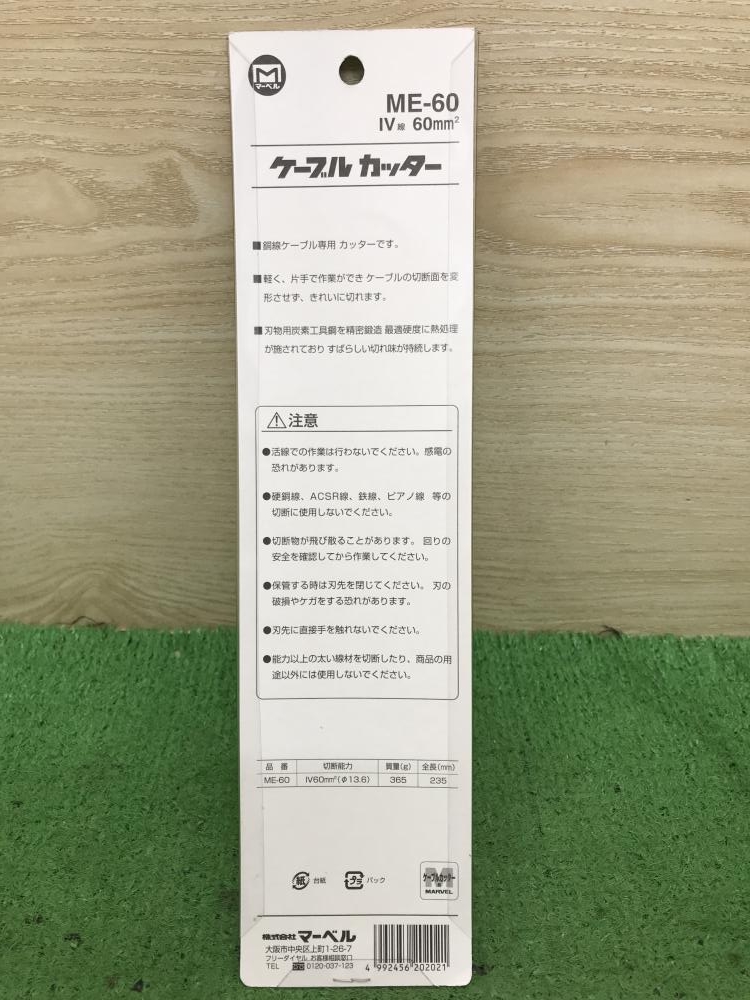 M
マーベル
ME-60
IV線 60mm²
ケーブル カッター
■銅線ケーブル専用 カッターです。
■軽く、片手で作業ができ ケーブルの切断面を変
形させず、きれいに切れます。
■刃物用炭素工具鋼を精密鍛造 最適硬度に熱処理
が施されており すばらしい切れ味が持続します。
⚠注意
●活線での作業は行わないでください。感電の
恐れがあります。
●硬鋼線、ACSR線、鉄線、ピアノ線 等の
切断に使用しないでください。
●切断物が飛び散ることがあります。 回りの
安全を確認してから作業してください。
●保管する時は刃先を閉じてください。 刃の
破損やケガをする恐れがあります。
●刃先に直接手を触れないでください。
●能力以上の太い線材を切断したり、商品の用
途以外には使用しないでください。
品 番 切断能力 質量(g) 全長(mm)
ME-60 IV60mm²(φ13.6) 365 235
紙 台紙 プラ パック
ケーブルカッター
M
MARVEL
株式会社 マーベル
大阪市中央区上町1-26-7
フリーダイヤル お客様相談窓口
TEL 0120-037-123
4 992456 202021